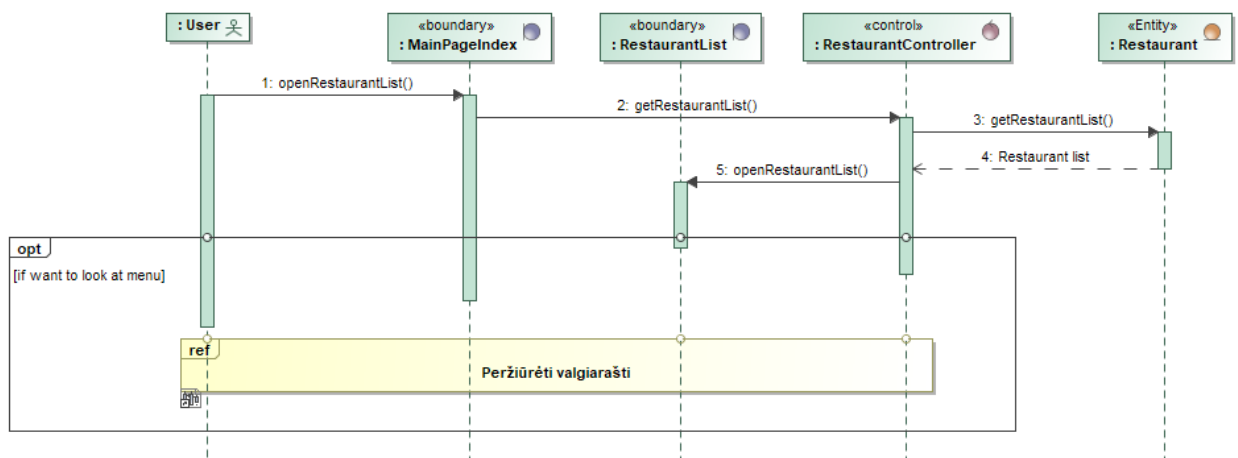 : User
«boundary»
: MainPageIndex
«boundary»
: RestaurantList
«control»
: RestaurantController
«Entity»
: Restaurant
1: openRestaurantList()
2: getRestaurantList()
3: getRestaurantList()
4: Restaurant list
5: openRestaurantList()
opt
[if want to look at menu]
ref
Peržiūrėti valgiarašti